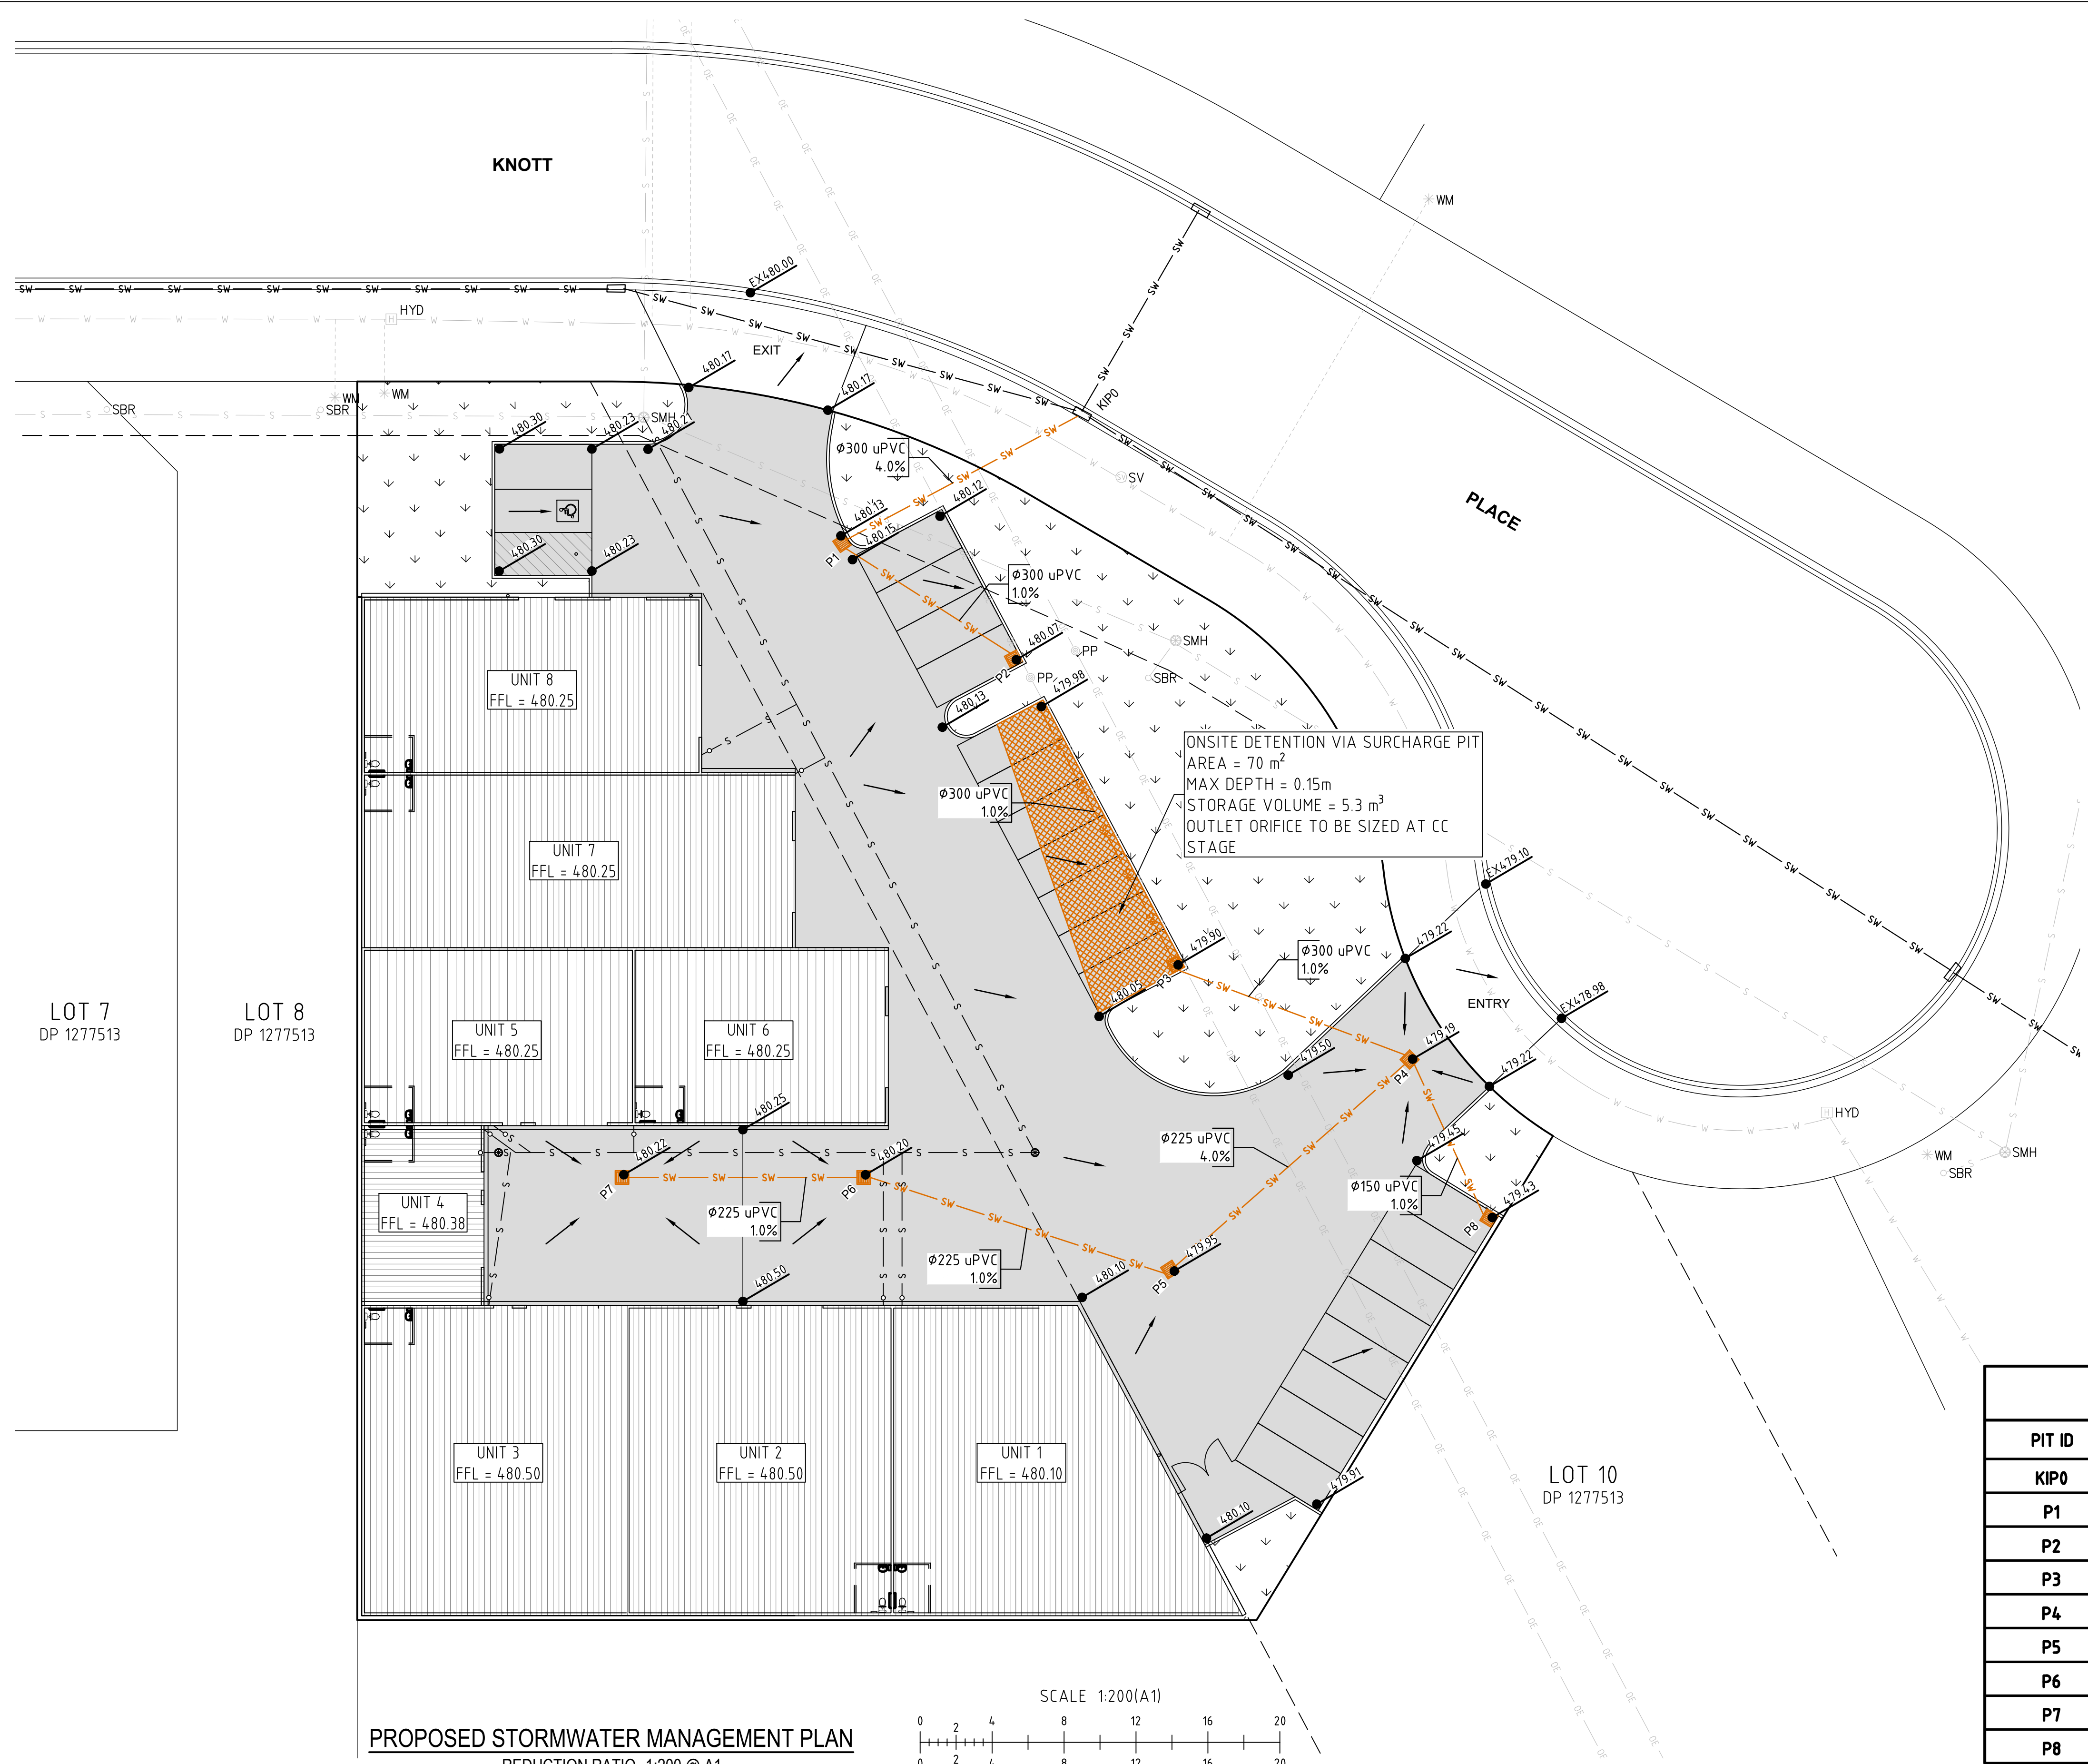 KNOTT
EX480.00
HYD
EXIT
480.17
480.17
KIP0
WM
SBR
SBR
WM
WM
SMH
480.30
480.23
480.21
Ø300 uPVC
4.0%
SV
PLACE
480.13
480.15
480.12
P1
480.30
480.23
Ø300 uPVC
1.0%
480.07
P2
PP
PP
SMH
SBR
479.98
480.13
UNIT 8
FFL = 480.25
ONSITE DETENTION VIA SURCHARGE PIT
AREA = 70 m²
MAX DEPTH = 0.15m
STORAGE VOLUME = 5.3 m³
OUTLET ORIFICE TO BE SIZED AT CC
STAGE
Ø300 uPVC
1.0%
UNIT 7
FFL = 480.25
EX479.10
479.22
479.90
P3
Ø300 uPVC
1.0%
480.05
ENTRY
EX478.98
LOT 7
DP 1277513
LOT 8
DP 1277513
UNIT 5
FFL = 480.25
UNIT 6
FFL = 480.25
479.50
479.19
P4
479.22
HYD
480.25
480.22
480.20
P7
P6
Ø225 uPVC
4.0%
479.45
WM
SBR
SMH
UNIT 4
FFL = 480.38
Ø225 uPVC
1.0%
Ø150 uPVC
1.0%
479.43
P8
Ø225 uPVC
1.0%
479.95
P5
480.50
480.10
UNIT 3
FFL = 480.50
UNIT 2
FFL = 480.50
UNIT 1
FFL = 480.10
479.91
480.10
LOT 10
DP 1277513
PIT ID
KIP0
P1
P2
P3
P4
P5
P6
P7
P8
SCALE 1:200(A1)
0 2 4 8 12 16 20
0 2 4 8 12 16 20
PROPOSED STORMWATER MANAGEMENT PLAN
REDUCTION RATIO 1:200 @ A1